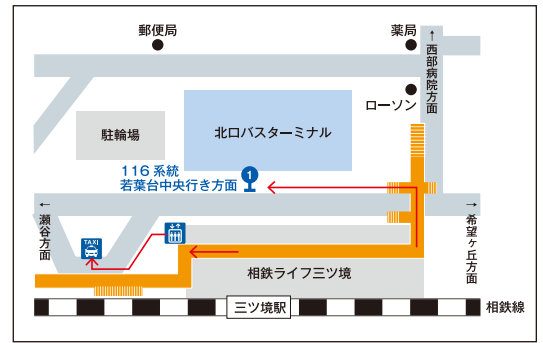 郵便局
薬局
↑西部病院方面
ローソン
駐輪場
北口バスターミナル
116系統
若葉台中央行き方面
1
←瀬谷方面
→希望ヶ丘方面
TAXI
相鉄ライフ三ツ境
三ツ境駅
相鉄線